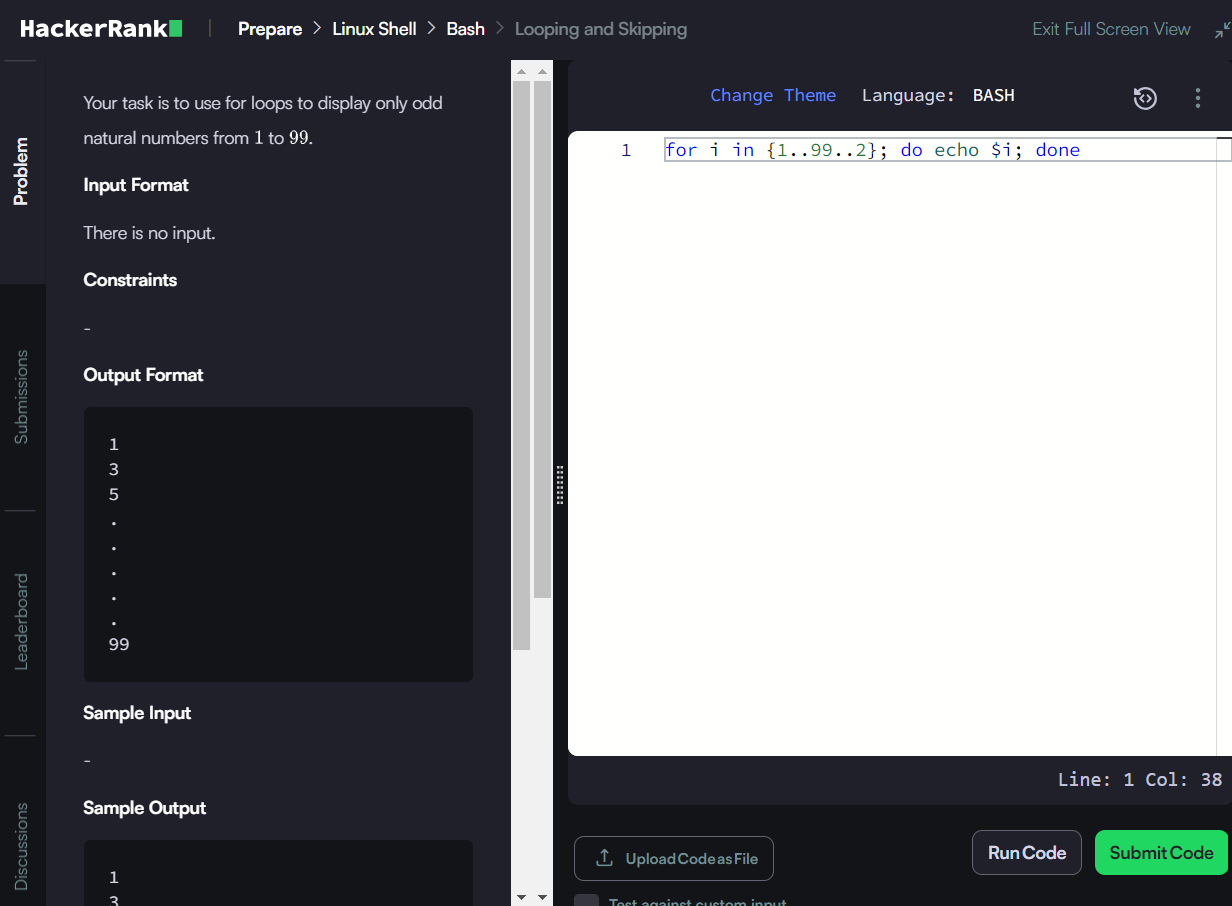 HackerRank
Prepare > Linux Shell > Bash > Looping and Skipping
Exit Full Screen View
Problem
Submissions
Leaderboard
Discussions
Your task is to use for loops to display only odd
natural numbers from 1 to 99.
Input Format
There is no input.
Constraints
-
Output Format
1
3
5
.
.
.
.
.
99
Sample Input
-
Sample Output
1
3
Change Theme Language: BASH
1 for i in {1..99..2}; do echo $i; done
Line: 1 Col: 38
Upload Code as File
Run Code
Submit Code
Test against custom input